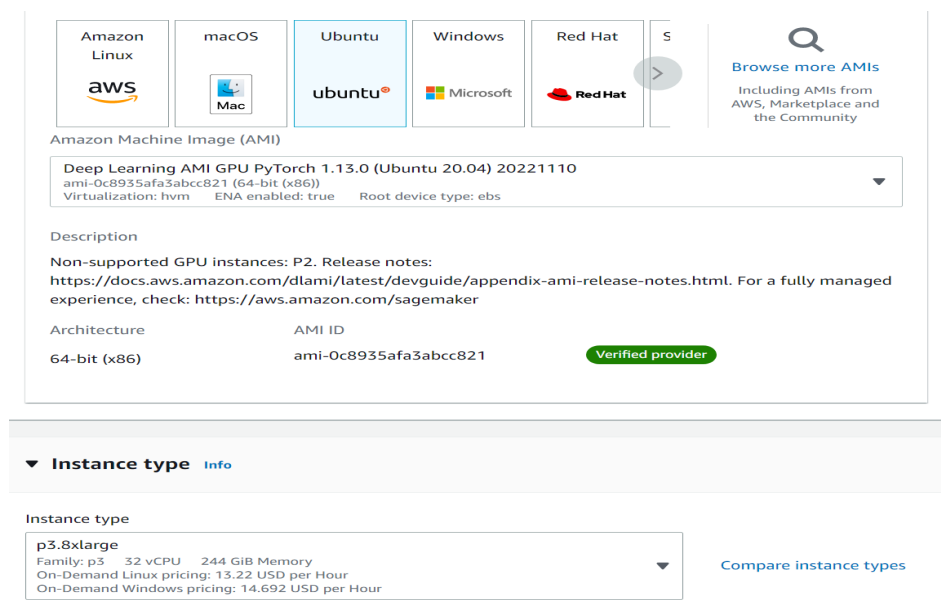 Amazon Linux
aws
macOS
Mac
Ubuntu
ubuntu®
Windows
Microsoft
Red Hat
Red Hat
S
Browse more AMIs
Including AMIs from
AWS, Marketplace and
the Community
Amazon Machine Image (AMI)
Deep Learning AMI GPU PyTorch 1.13.0 (Ubuntu 20.04) 20221110
ami-0c8935afa3abcc821 (64-bit (x86))
Virtualization: hvm ENA enabled: true Root device type: ebs
Description
Non-supported GPU instances: P2. Release notes:
https://docs.aws.amazon.com/dlami/latest/devguide/appendix-ami-release-notes.html. For a fully managed
experience, check: https://aws.amazon.com/sagemaker
Architecture AMI ID
64-bit (x86) ami-0c8935afa3abcc821 Verified provider
Instance type Info
Instance type
p3.8xlarge
Family: p3 32 vCPU 244 GiB Memory
On-Demand Linux pricing: 13.22 USD per Hour
On-Demand Windows pricing: 14.692 USD per Hour
Compare instance types